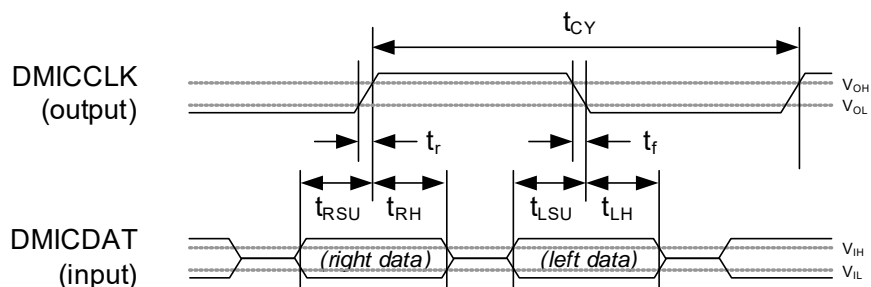 t_CY
DMICCLK
(output)
V_OH
V_OL
t_r
t_f
t_RSU
t_RH
t_LSU
t_LH
DMICDAT
(input)
(right data)
(left data)
V_IH
V_IL